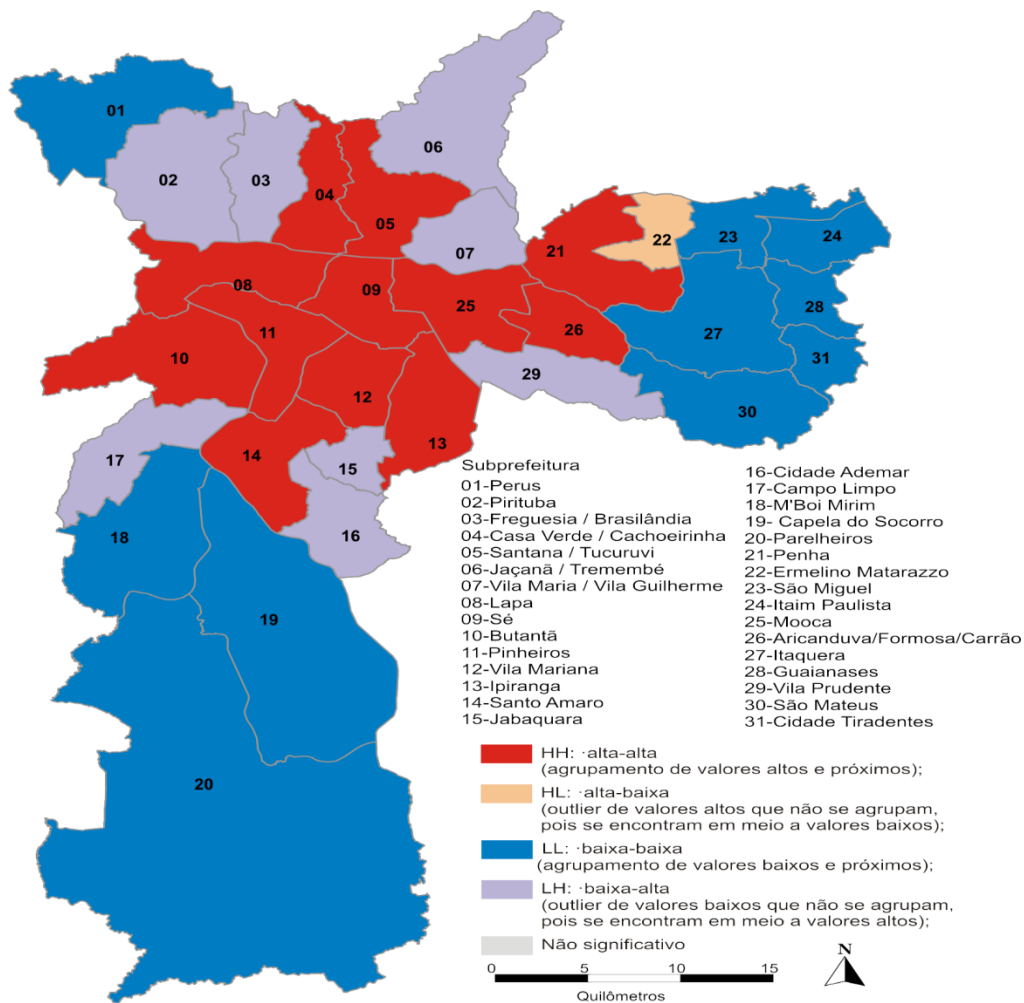 01
02
03
04
05
06
07
08
09
10
11
12
13
14
15
16
17
18
19
20
21
22
23
24
25
26
27
28
29
30
31
Subprefeitura
01-Perus
02-Pirituba
03-Freguesia / Brasilândia
04-Casa Verde / Cachoeirinha
05-Santana / Tucuruvi
06-Jaçanã / Tremembé
07-Vila Maria / Vila Guilherme
08-Lapa
09-Sé
10-Butantã
11-Pinheiros
12-Vila Mariana
13-Ipiranga
14-Santo Amaro
15-Jabaquara
16-Cidade Ademar
17-Campo Limpo
18-M'Boi Mirim
19- Capela do Socorro
20-Parelheiros
21-Penha
22-Ermelino Matarazzo
23-São Miguel
24-Itaim Paulista
25-Mooca
26-Aricanduva/Formosa/Carrão
27-Itaquera
28-Guaianases
29-Vila Prudente
30-São Mateus
31-Cidade Tiradentes
HH: ·alta-alta
(agrupamento de valores altos e próximos);
HL: ·alta-baixa
(outlier de valores altos que não se agrupam,
pois se encontram em meio a valores baixos);
LL: ·baixa-baixa
(agrupamento de valores baixos e próximos);
LH: ·baixa-alta
(outlier de valores baixos que não se agrupam,
pois se encontram em meio a valores altos);
Não significativo
0 5 10 15
Quilômetros
N